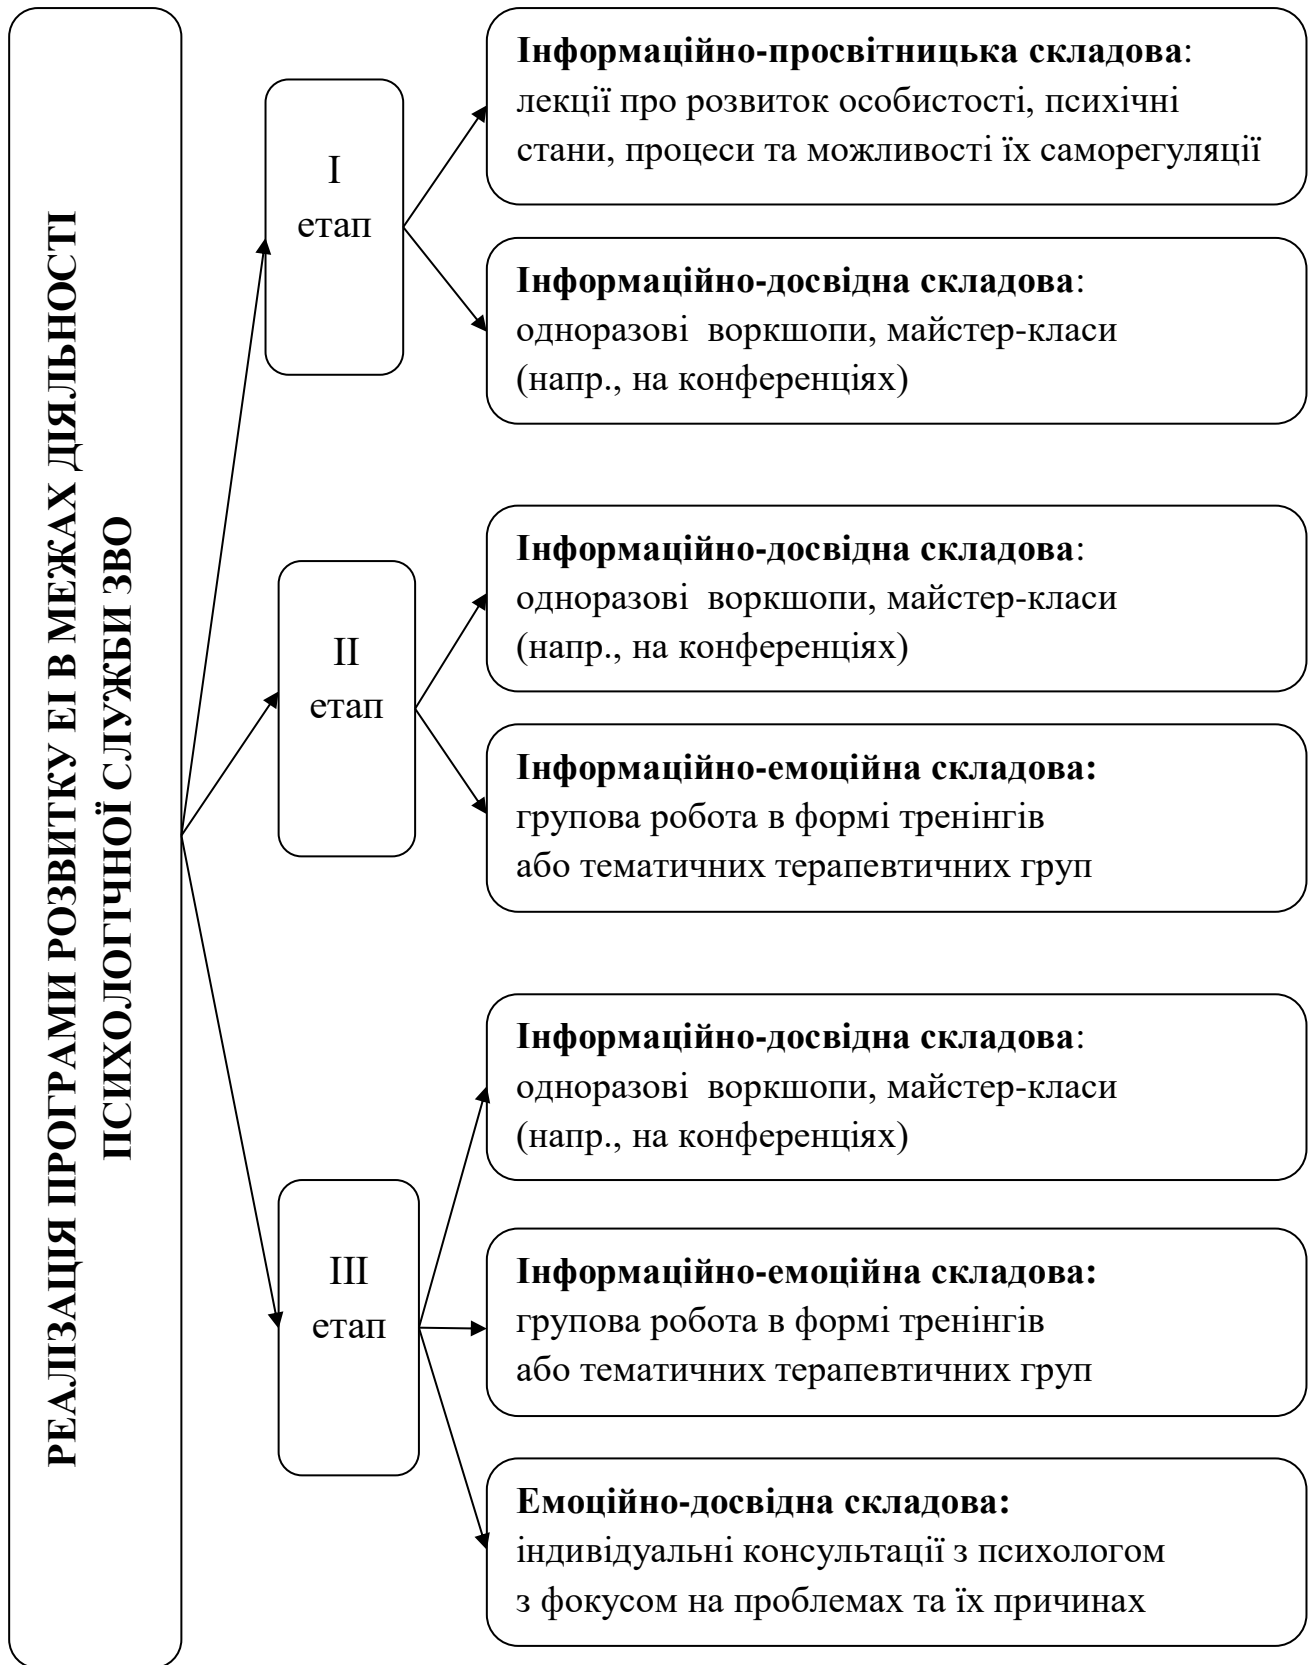 РЕАЛІЗАЦІЯ ПРОГРАМИ РОЗВИТКУ ЕІ В МЕЖАХ ДІЯЛЬНОСТІ
ПСИХОЛОГІЧНОЇ СЛУЖБИ ЗВО
І
етап
Інформаційно-просвітницька складова:
лекції про розвиток особистості, психічні
стани, процеси та можливості їх саморегуляції
Інформаційно-досвідна складова:
одноразові воркшопи, майстер-класи
(напр., на конференціях)
ІІ
етап
Інформаційно-досвідна складова:
одноразові воркшопи, майстер-класи
(напр., на конференціях)
Інформаційно-емоційна складова:
групова робота в формі тренінгів
або тематичних терапевтичних груп
ІІІ
етап
Інформаційно-досвідна складова:
одноразові воркшопи, майстер-класи
(напр., на конференціях)
Інформаційно-емоційна складова:
групова робота в формі тренінгів
або тематичних терапевтичних груп
Емоційно-досвідна складова:
індивідуальні консультації з психологом
з фокусом на проблемах та їх причинах